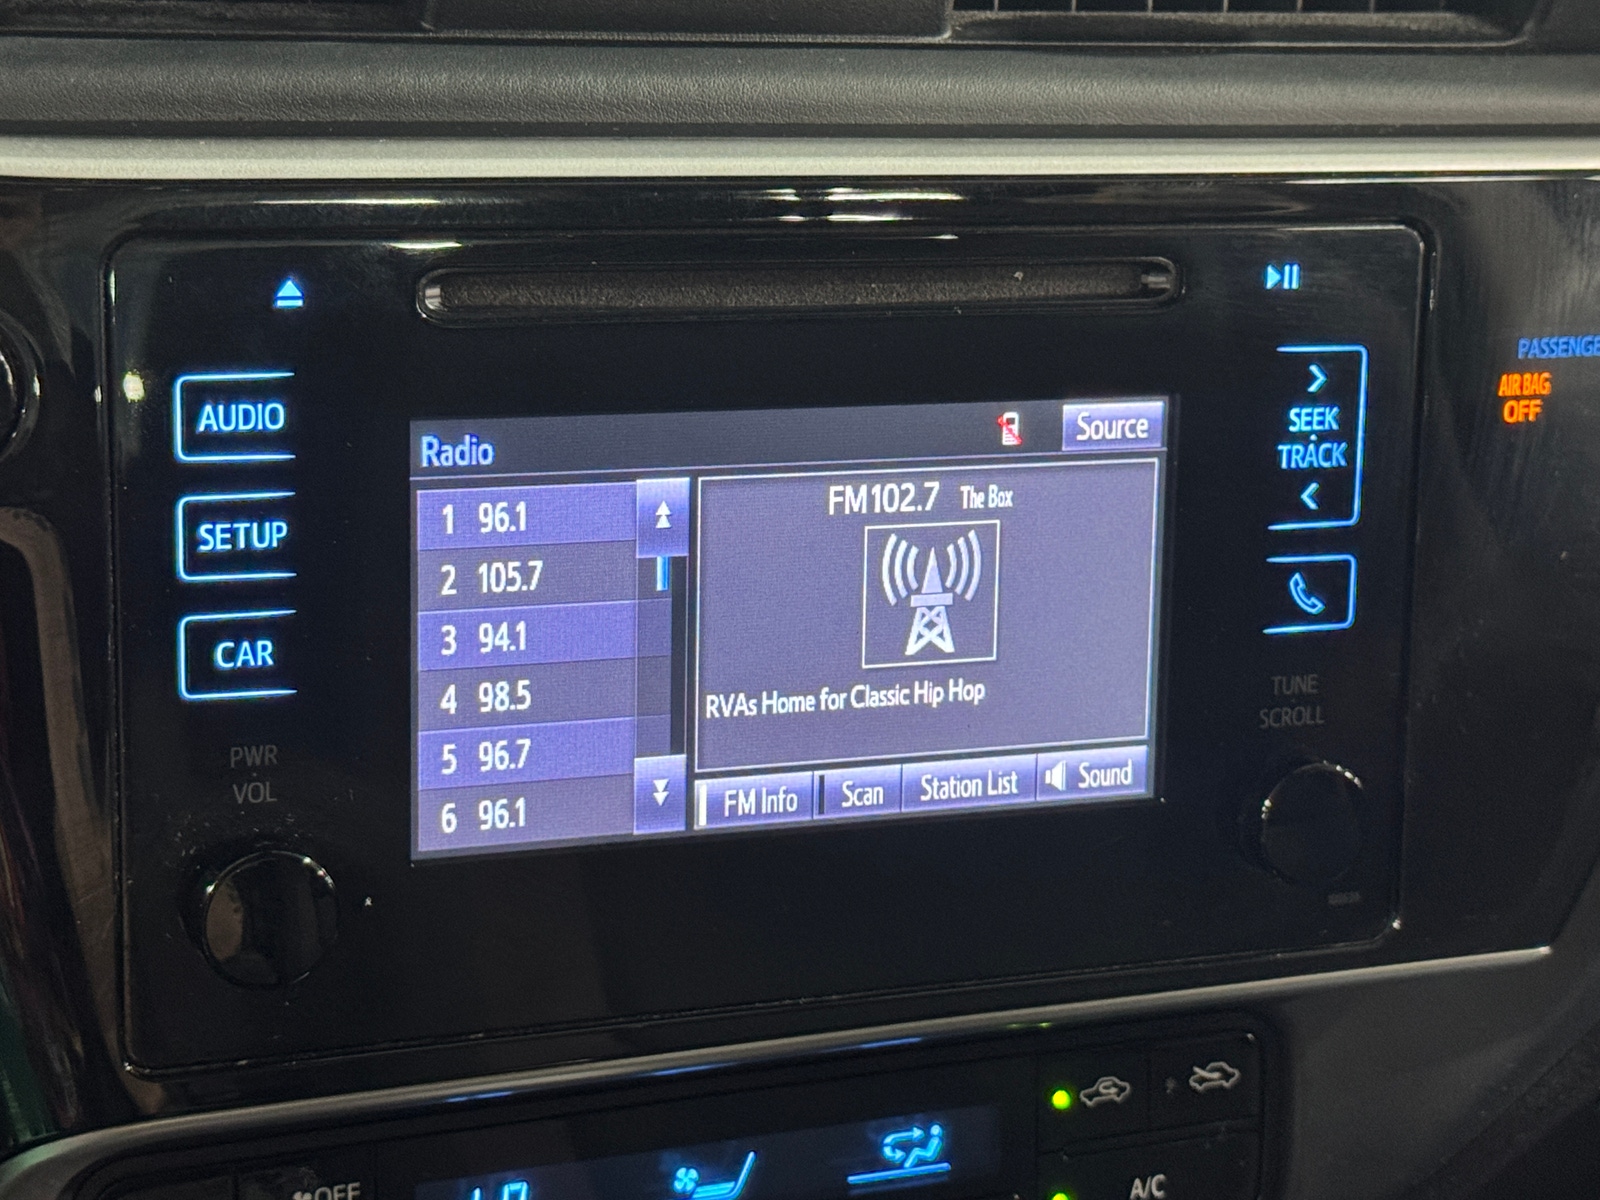 AUDIO
SETUP
CAR
PWR
VOL
Radio
Source
1 96.1
2 105.7
3 94.1
4 98.5
5 96.7
6 96.1
FM102.7 The Box
RVAs Home for Classic Hip Hop
FM Info
Scan
Station List
Sound
SEEK
TRACK
TUNE
SCROLL
PASSENGE
AIR BAG
OFF
OFF
A/C